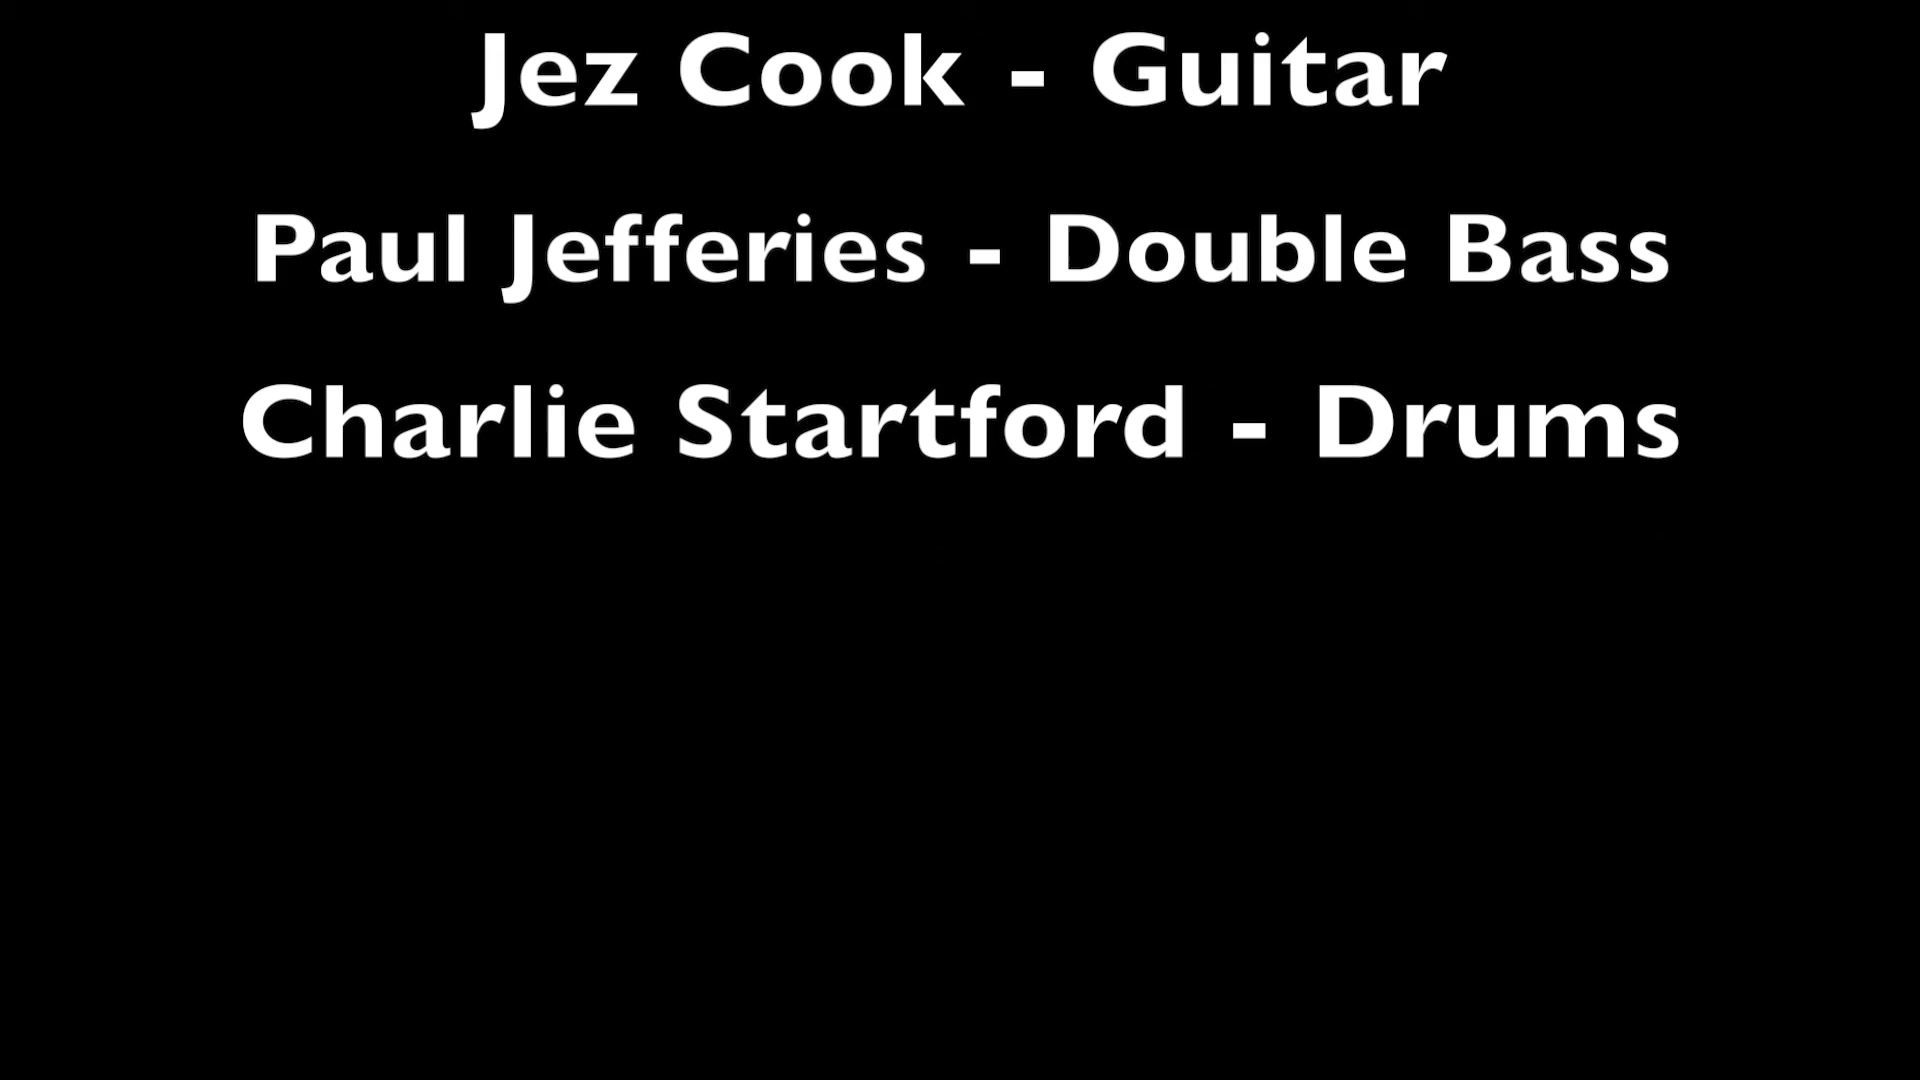 Jez Cook - Guitar
Paul Jefferies - Double Bass
Charlie Startford - Drums